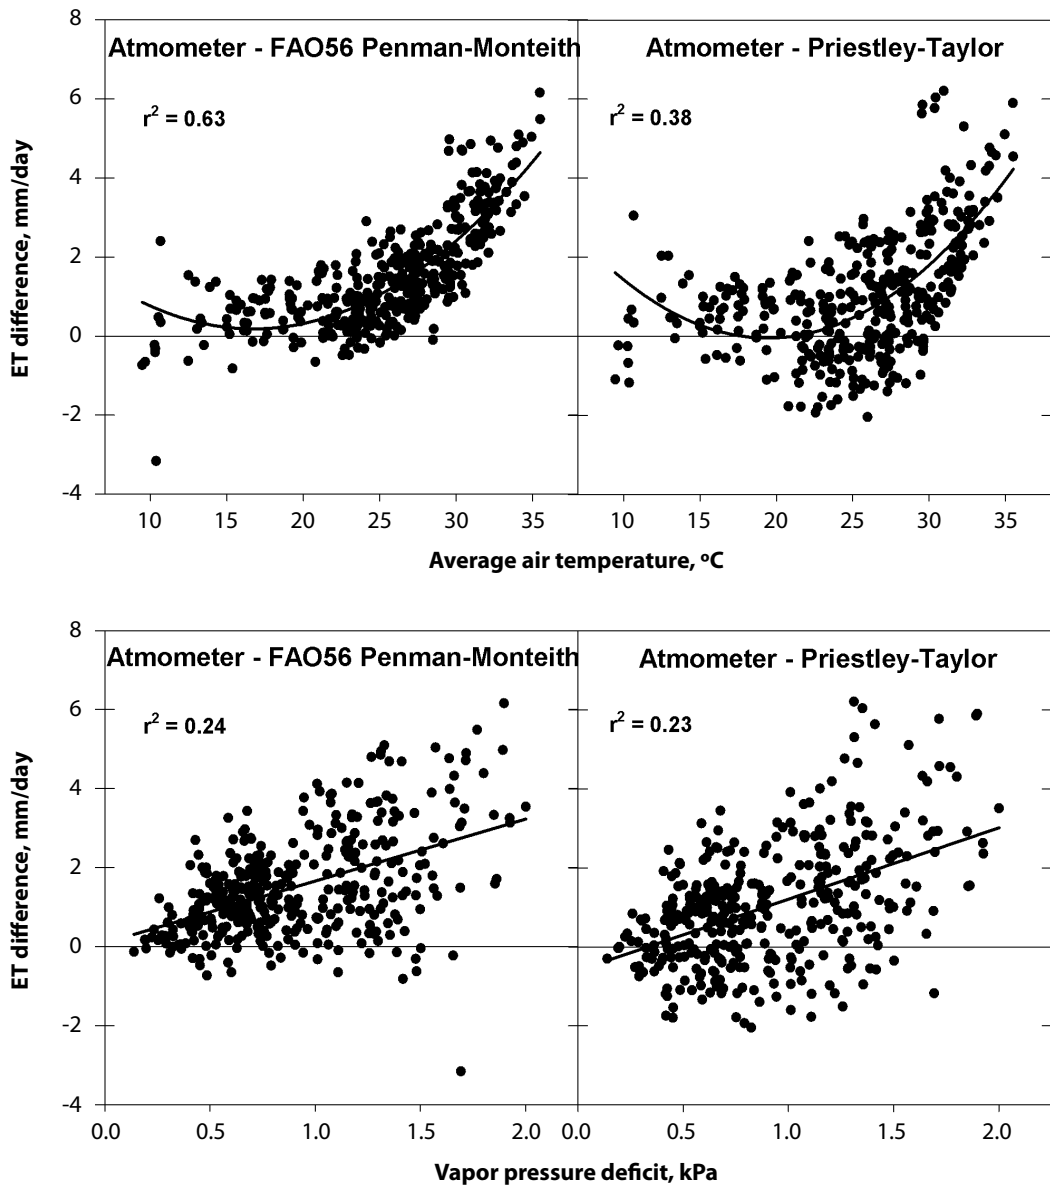 Atmometer - FAO56 Penman-Monteith
Atmometer - Priestley-Taylor
r² = 0.63
r² = 0.38
ET difference, mm/day
8
6
4
2
0
-2
-4
10 15 20 25 30 35
10 15 20 25 30 35
Average air temperature, ºC
Atmometer - FAO56 Penman-Monteith
Atmometer - Priestley-Taylor
r² = 0.24
r² = 0.23
ET difference, mm/day
8
6
4
2
0
-2
-4
0.0 0.5 1.0 1.5 2.0
0.0 0.5 1.0 1.5 2.0
Vapor pressure deficit, kPa